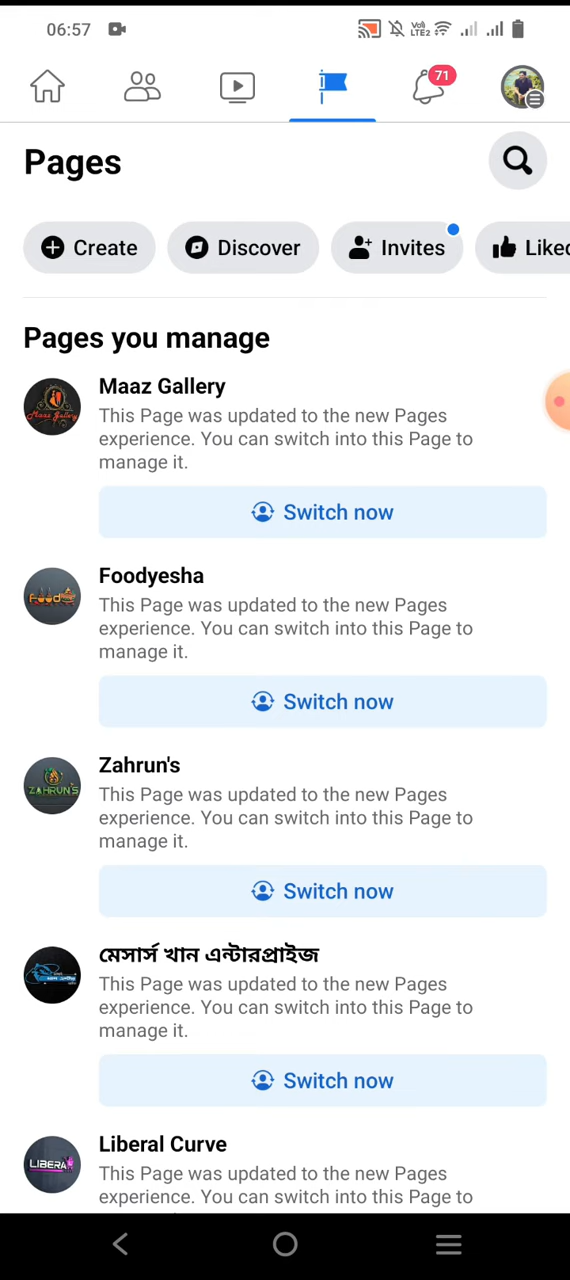 06:57
Voli
LTE2
71
Pages
Create
Discover
Invites
Liked
Pages you manage
Maaz Gallery
This Page was updated to the new Pages
experience. You can switch into this Page to
manage it.
Switch now
Foodyesha
This Page was updated to the new Pages
experience. You can switch into this Page to
manage it.
Switch now
ZAHRUN'S
Zahrun's
This Page was updated to the new Pages
experience. You can switch into this Page to
manage it.
Switch now
মেসার্স খান এন্টারপ্রাইজ
This Page was updated to the new Pages
experience. You can switch into this Page to
manage it.
Switch now
Liberal Curve
This Page was updated to the new Pages
experience. You can switch into this Page to